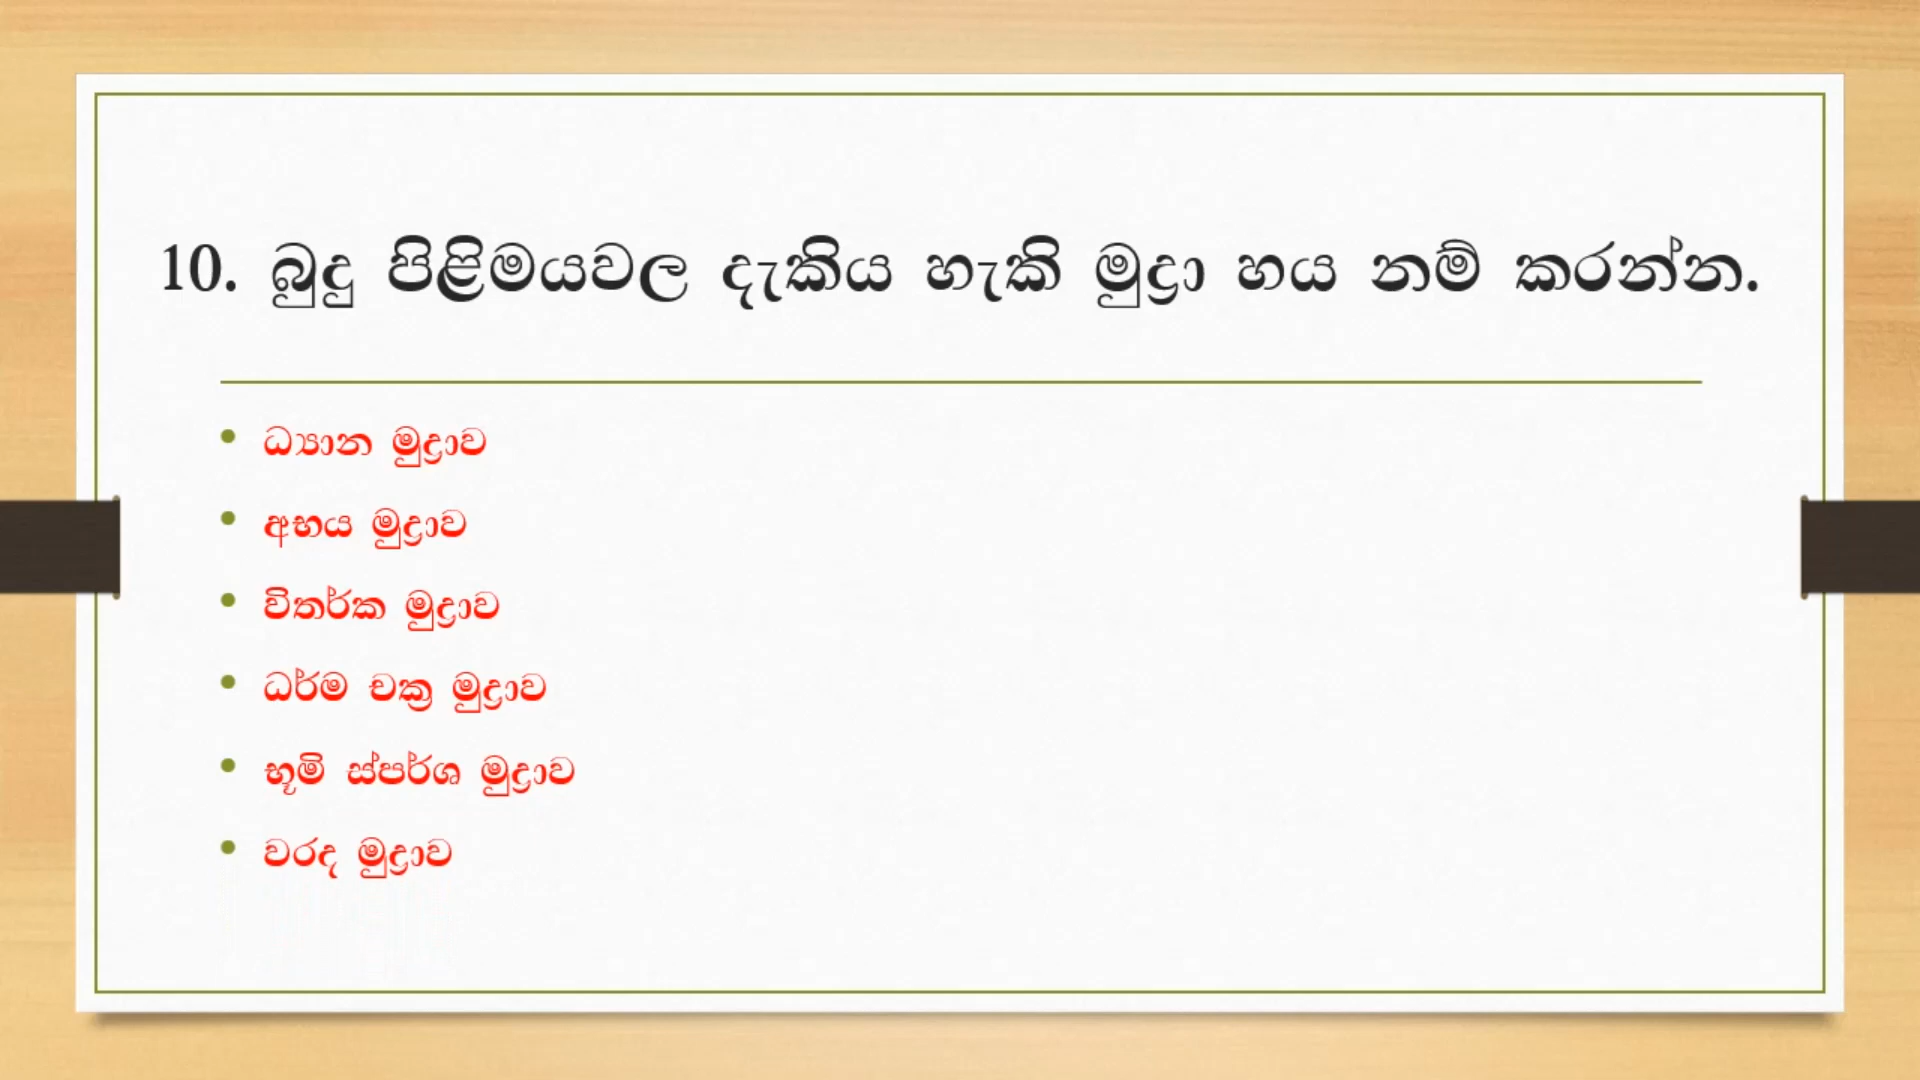 10. බුදු පිළිමයවල දැකිය හැකි මුද්‍රා හය නම් කරන්න.
• ධ්‍යාන මුද්‍රාව
• අභය මුද්‍රාව
• විතර්ක මුද්‍රාව
• ධර්ම චක්‍ර මුද්‍රාව
• භූමි ස්පර්ශ මුද්‍රාව
• වරද මුද්‍රාව